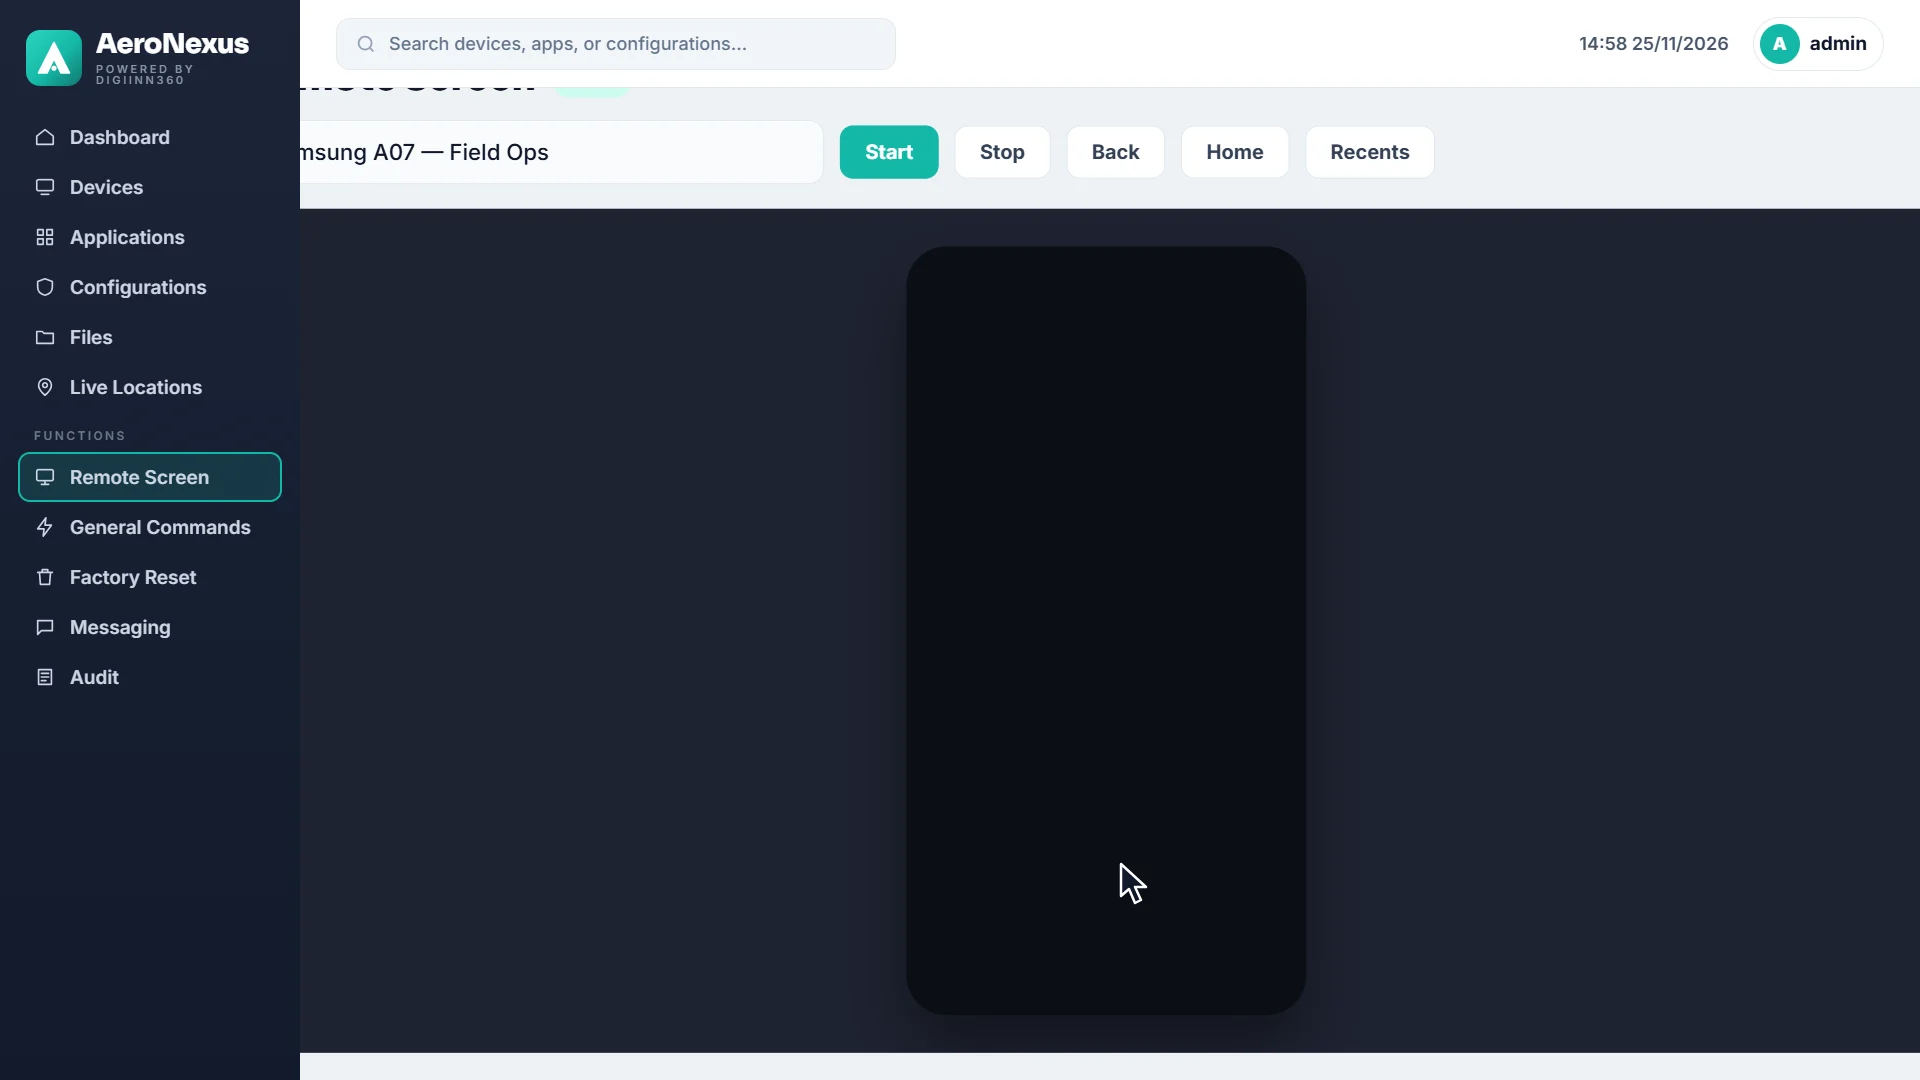 AeroNexus
POWERED BY
DIGIINN360
Search devices, apps, or configurations...
14:58 25/11/2026
A
admin
Dashboard
Devices
Applications
Configurations
Files
Live Locations
FUNCTIONS
Remote Screen
General Commands
Factory Reset
Messaging
Audit
msung A07 — Field Ops
Start
Stop
Back
Home
Recents